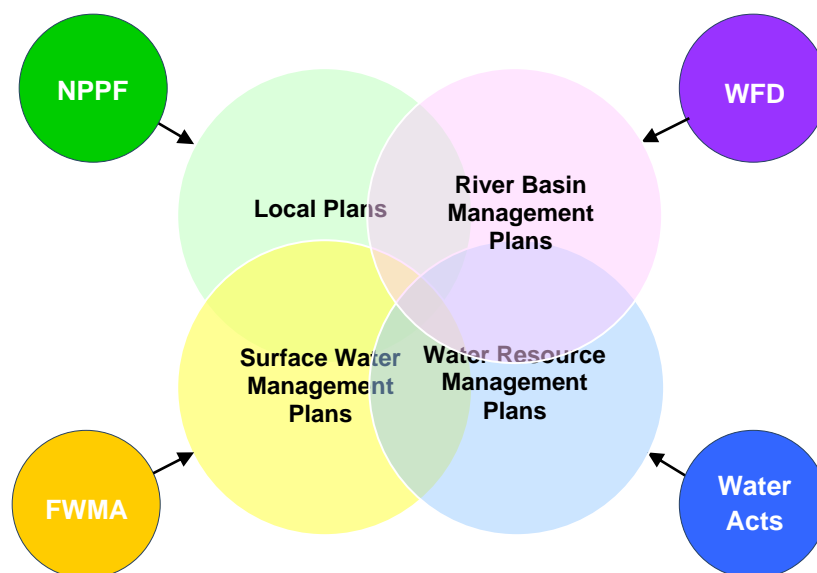 NPPF
WFD
Local Plans
River Basin
Management
Plans
Surface Water
Management
Plans
Water Resource
Management
Plans
FWMA
Water
Acts